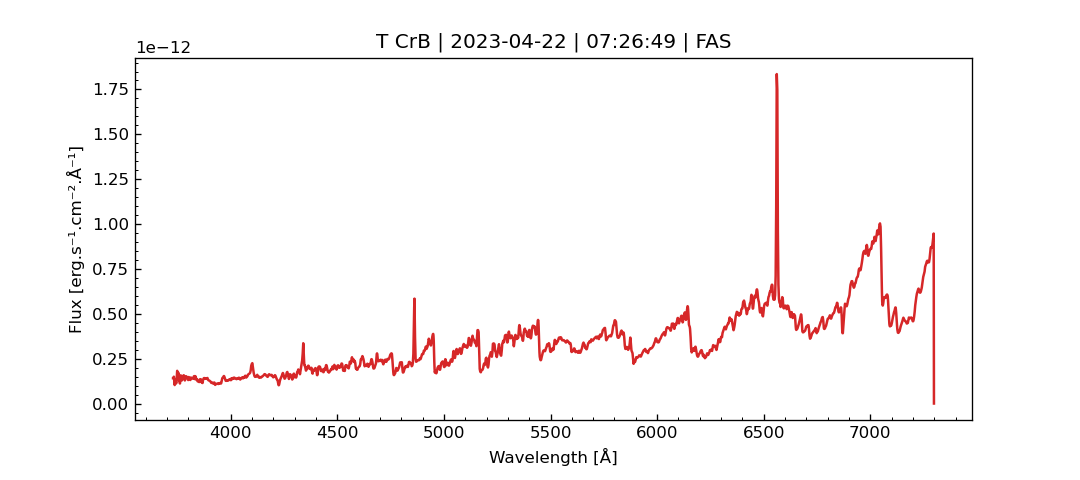 T CrB | 2023-04-22 | 07:26:49 | FAS
1e−12
1.75
1.50
1.25
1.00
0.75
0.50
0.25
0.00
Flux [erg.s⁻¹.cm⁻².Å⁻¹]
4000 4500 5000 5500 6000 6500 7000
Wavelength [Å]